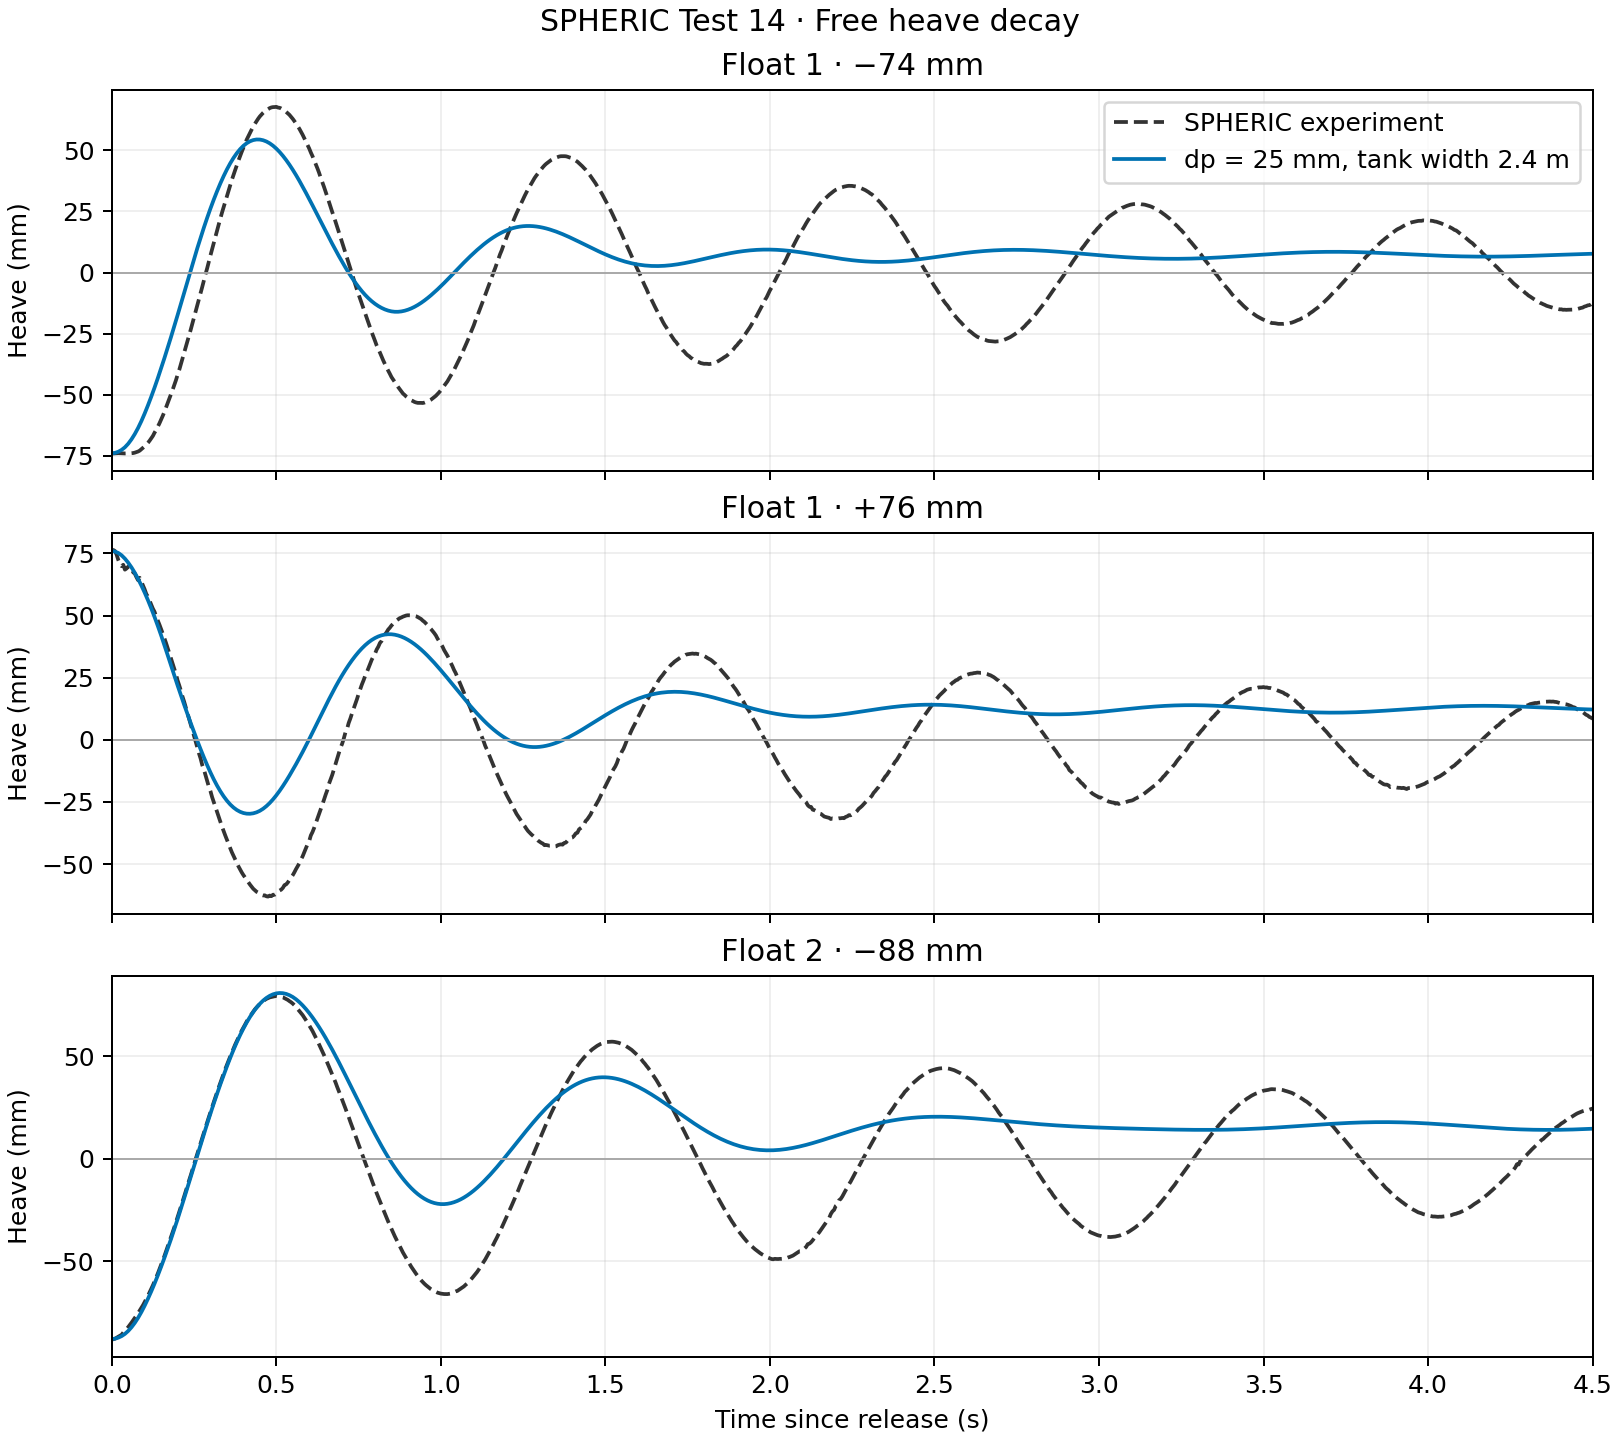 SPHERIC Test 14 · Free heave decay
Float 1 · −74 mm
SPHERIC experiment
dp = 25 mm, tank width 2.4 m
Heave (mm)
50
25
0
−25
−50
−75
Float 1 · +76 mm
Heave (mm)
75
50
25
0
−25
−50
Float 2 · −88 mm
Heave (mm)
50
0
−50
0.0 0.5 1.0 1.5 2.0 2.5 3.0 3.5 4.0 4.5
Time since release (s)